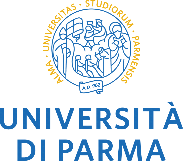 ALMA · UNIVERSITAS · STUDIORUM · PARMENSIS
UNIVERSITÀ
DI PARMA